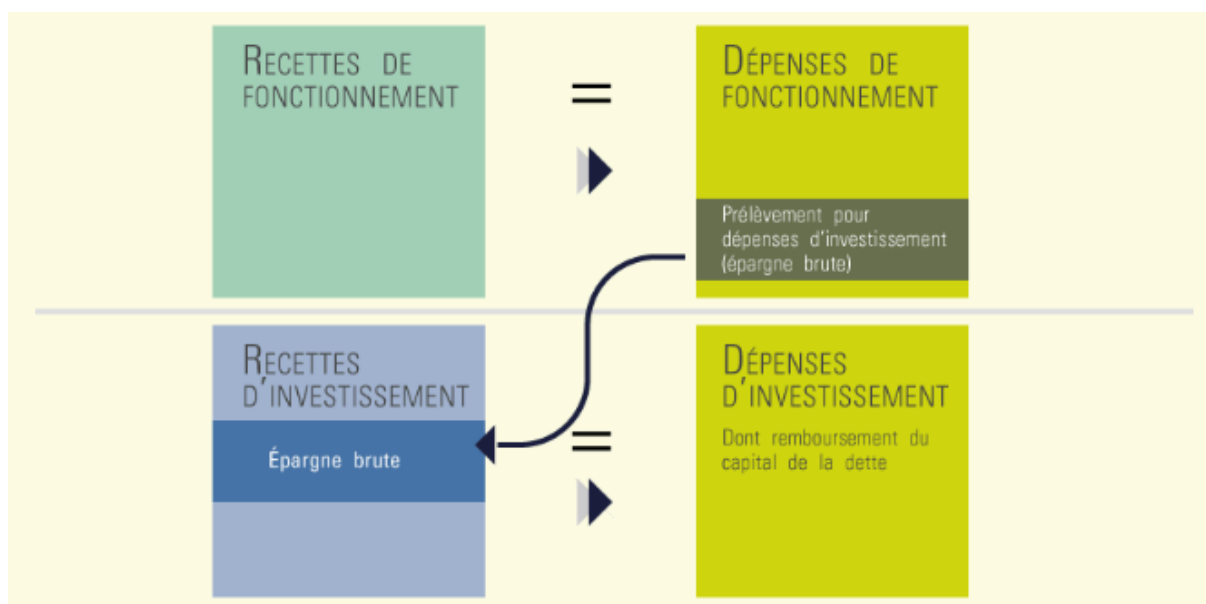 RECETTES DE
FONCTIONNEMENT
=
DÉPENSES DE
FONCTIONNEMENT
Prélèvement pour
dépenses d'investissement
(épargne brute)
RECETTES
D'INVESTISSEMENT
Épargne brute
=
DÉPENSES
D'INVESTISSEMENT
Dont remboursement du
capital de la dette